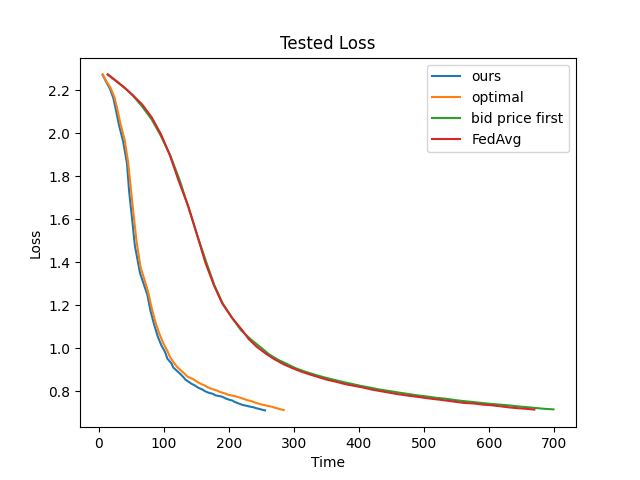 Tested Loss
ours
optimal
bid price first
FedAvg
2.2
2.0
1.8
1.6
1.4
1.2
1.0
0.8
Loss
0 100 200 300 400 500 600 700
Time